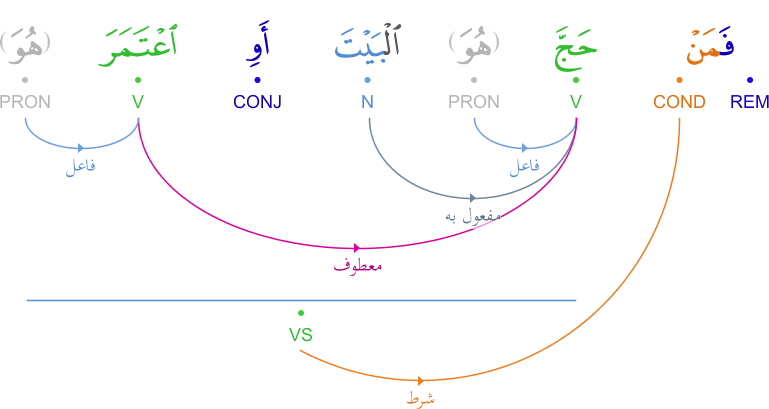 فَمَنْ حَجَّ (هُوَ) ٱلْبَيْتَ أَوِ ٱعْتَمَرَ (هُوَ)
REM COND V PRON N CONJ V PRON
فاعل فاعل
مفعول به
معطوف
VS
شرط